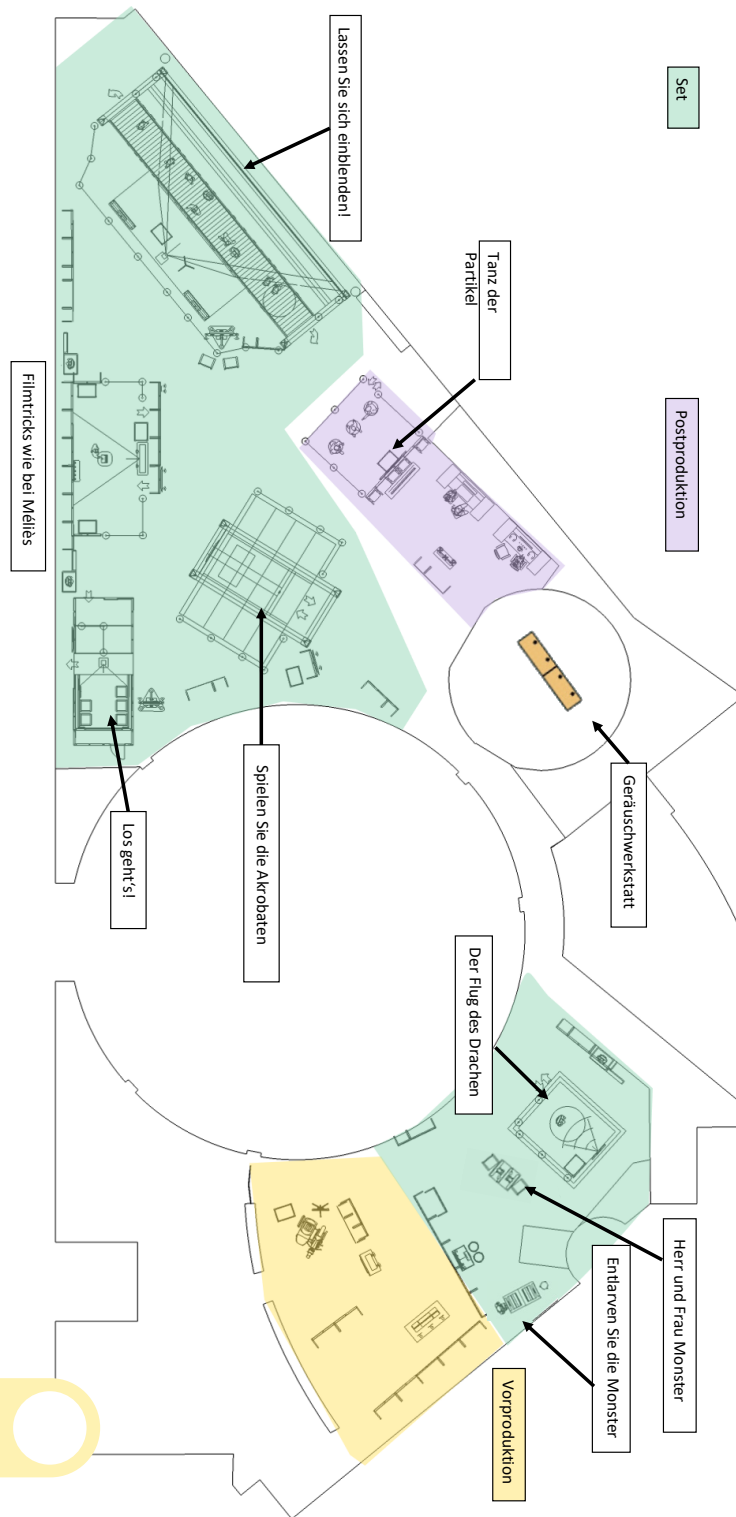 Set
Postproduktion
Herr und Frau Monster
Geräuschwerkstatt
Entlarven Sie die Monster
Vorproduktion
Tanz der
Partikel
Der Flug des Drachen
Lassen Sie sich einblenden!
Spielen Sie die Akrobaten
Los geht‘s!
Filmtricks wie bei Méliès